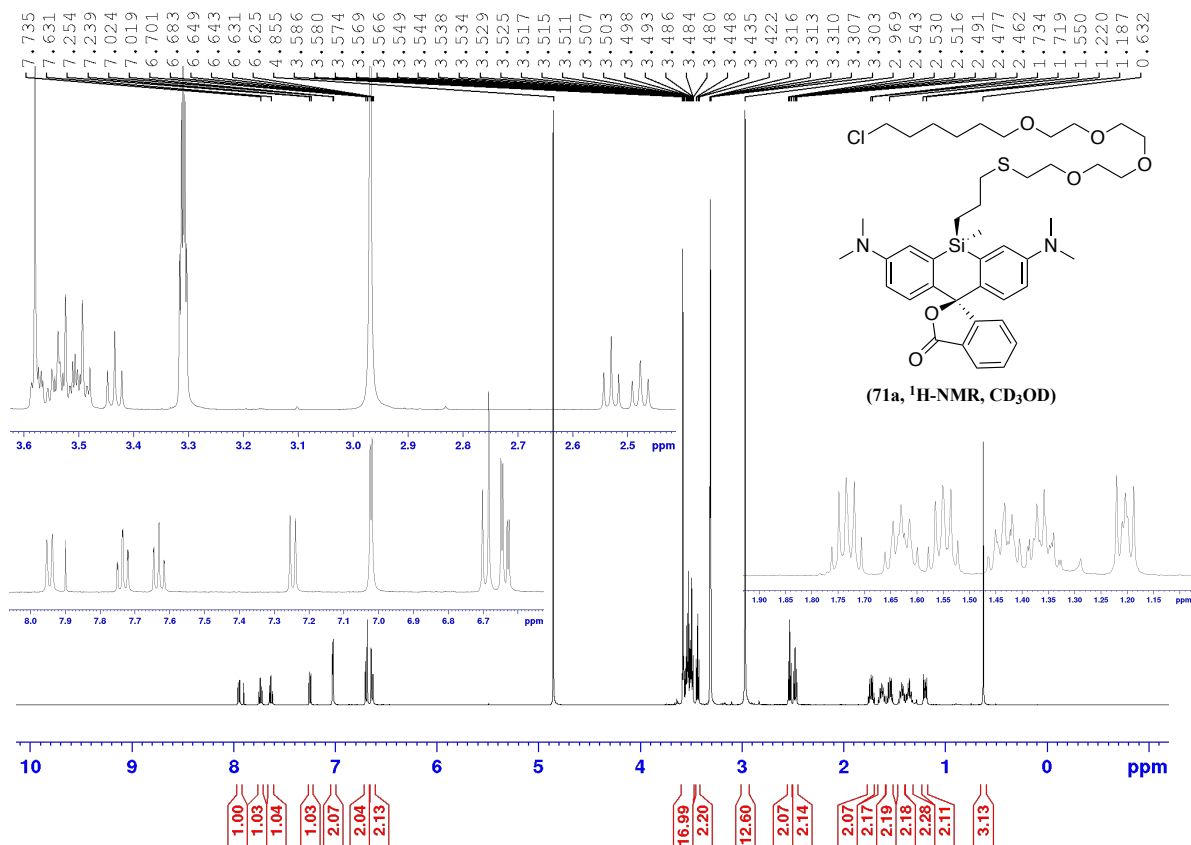 7.735 7.631 7.254 7.239 7.024 7.019 6.701 6.683 6.649 6.643 6.631 6.625 4.855 3.586 3.580 3.574 3.569 3.566 3.549 3.544 3.538 3.534 3.529 3.525 3.517 3.515 3.511 3.507 3.503 3.498 3.493 3.486 3.484 3.480 3.448 3.435 3.422 3.316 3.313 3.310 3.307 3.303 2.969 2.543 2.530 2.516 2.491 2.477 2.462 1.734 1.719 1.550 1.220 1.187 0.632
Cl O O
S O O
Si
N N
O
O
(71a, ¹H-NMR, CD₃OD)
3.6 3.5 3.4 3.3 3.2 3.1 3.0 2.9 2.8 2.7 2.6 2.5 ppm
8.0 7.9 7.8 7.7 7.6 7.5 7.4 7.3 7.2 7.1 7.0 6.9 6.8 6.7 ppm
1.90 1.85 1.80 1.75 1.70 1.65 1.60 1.55 1.50 1.45 1.40 1.35 1.30 1.25 1.20 1.15 ppm
10 9 8 7 6 5 4 3 2 1 0 ppm
1.00 1.03 1.04 1.03 2.07 2.04 2.13 16.99 2.20 12.60 2.07 2.14 2.07 2.17 2.19 2.18 2.28 2.11 3.13